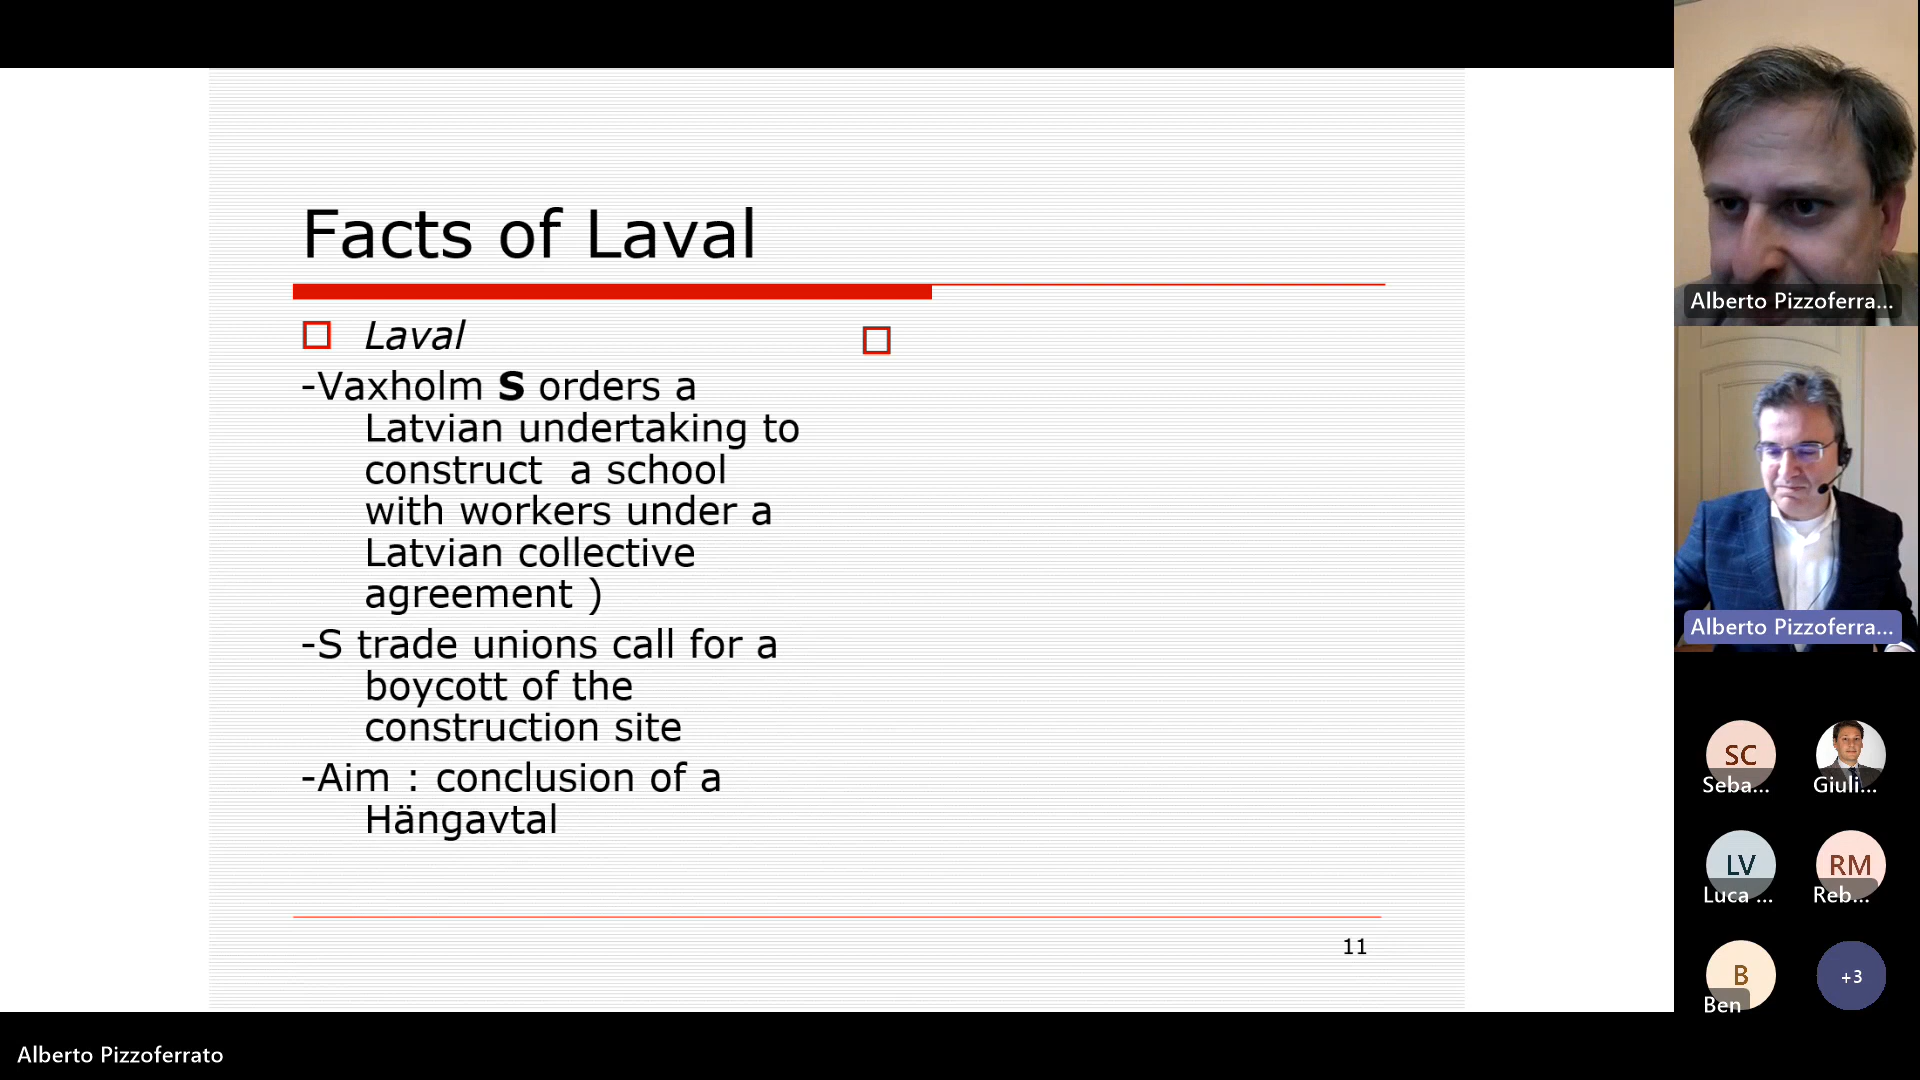 Facts of Laval
Laval
-Vaxholm S orders a
Latvian undertaking to
construct a school
with workers under a
Latvian collective
agreement )
-S trade unions call for a
boycott of the
construction site
-Aim : conclusion of a
Hängavtal
11
Alberto Pizzoferra...
Alberto Pizzoferra...
SC
Seba...
Giuli...
LV
Luca ...
RM
Reb...
B
Ben
+3
Alberto Pizzoferrato